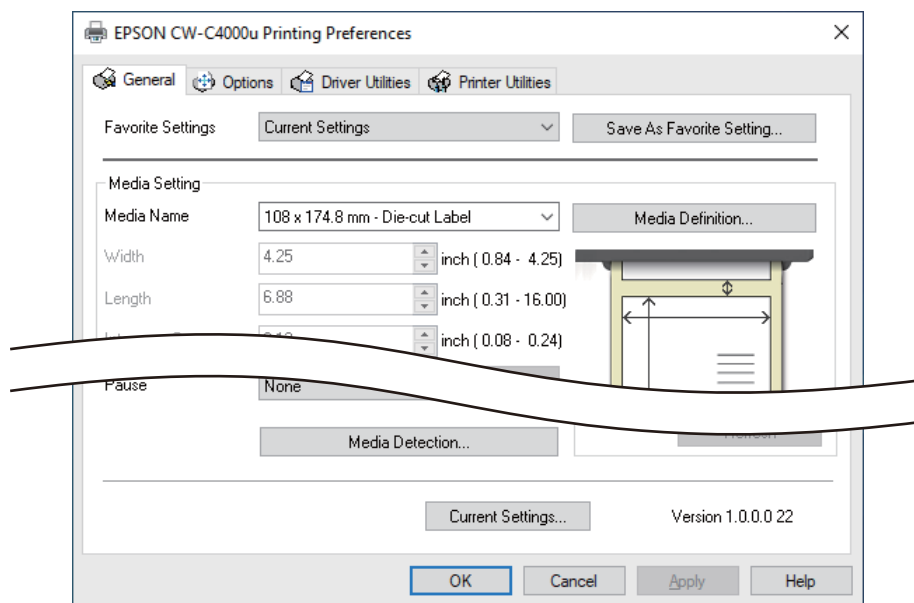 EPSON CW-C4000u Printing Preferences
General Options Driver Utilities Printer Utilities
Favorite Settings Current Settings Save As Favorite Setting...
Media Setting
Media Name 108 x 174.8 mm - Die-cut Label Media Definition...
Width 4.25 inch ( 0.84 - 4.25)
Length 6.88 inch ( 0.31 - 16.00)
inch ( 0.08 - 0.24)
Pause None
Media Detection...
Current Settings... Version 1.0.0.0 22
OK Cancel Apply Help